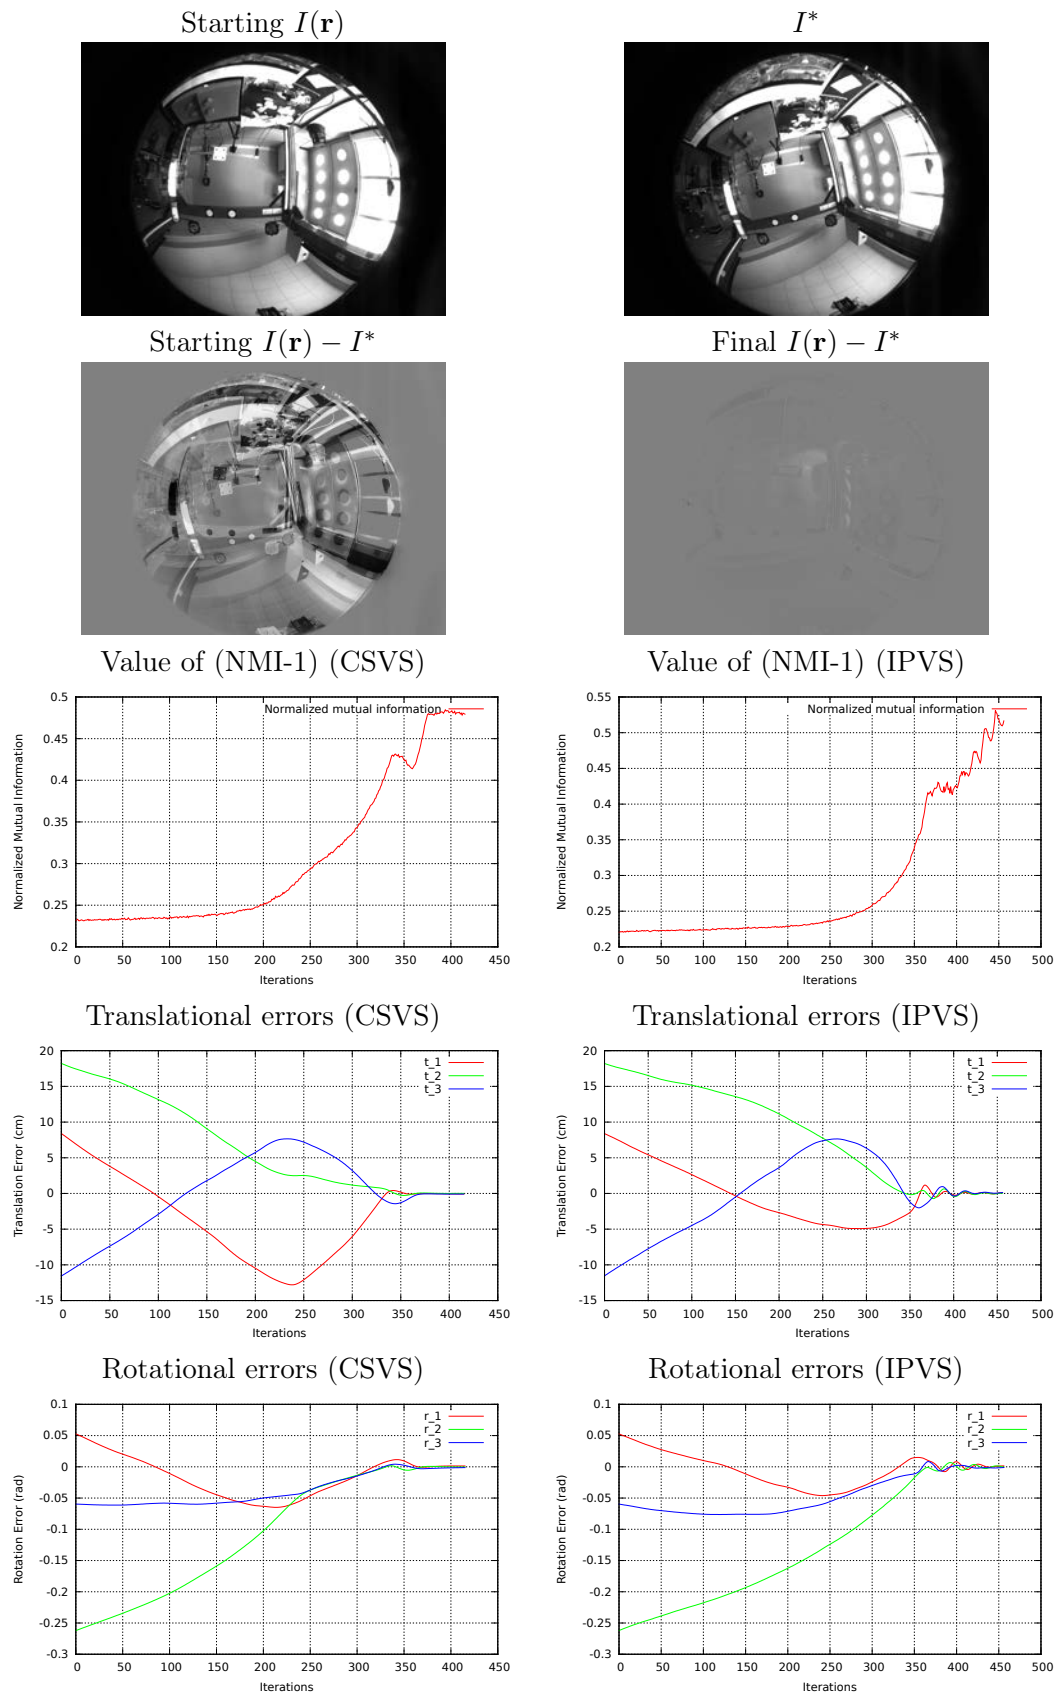 Starting I(r)
I*
Starting I(r) − I*
Final I(r) − I*
Value of (NMI-1) (CSVS)
Value of (NMI-1) (IPVS)
Normalized Mutual Information
Normalized mutual information
0.5
0.45
0.4
0.35
0.3
0.25
0.2
0 50 100 150 200 250 300 350 400 450
Iterations
Normalized Mutual Information
Normalized mutual information
0.55
0.5
0.45
0.4
0.35
0.3
0.25
0.2
0 50 100 150 200 250 300 350 400 450 500
Iterations
Translational errors (CSVS)
Translational errors (IPVS)
Translation Error (cm)
t_1
t_2
t_3
20
15
10
5
0
-5
-10
-15
0 50 100 150 200 250 300 350 400 450
Iterations
Translation Error (cm)
t_1
t_2
t_3
20
15
10
5
0
-5
-10
-15
0 50 100 150 200 250 300 350 400 450 500
Iterations
Rotational errors (CSVS)
Rotational errors (IPVS)
Rotation Error (rad)
r_1
r_2
r_3
0.1
0.05
0
-0.05
-0.1
-0.15
-0.2
-0.25
-0.3
0 50 100 150 200 250 300 350 400 450
Iterations
Rotation Error (rad)
r_1
r_2
r_3
0.1
0.05
0
-0.05
-0.1
-0.15
-0.2
-0.25
-0.3
0 50 100 150 200 250 300 350 400 450 500
Iterations